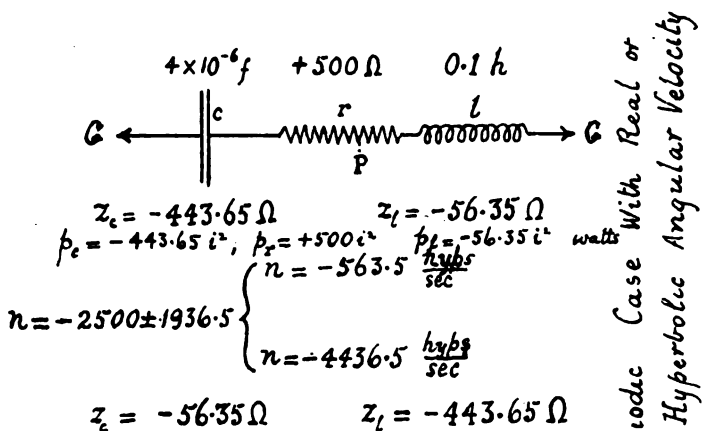 4×10⁻⁶f +500Ω 0.1 h
c r l
G G
P
z_c = -443.65 Ω z_l = -56.35 Ω
p_c = -443.65 i², p_r = +500 i² p_l = -56.35 i² watts
n = -563.5 hyps/sec
n = -2500 ± 1936.5
n = -4436.5 hyps/sec
z_c = -56.35 Ω z_l = -443.65 Ω
Case With Real or
Hyperbolic Angular Velocity